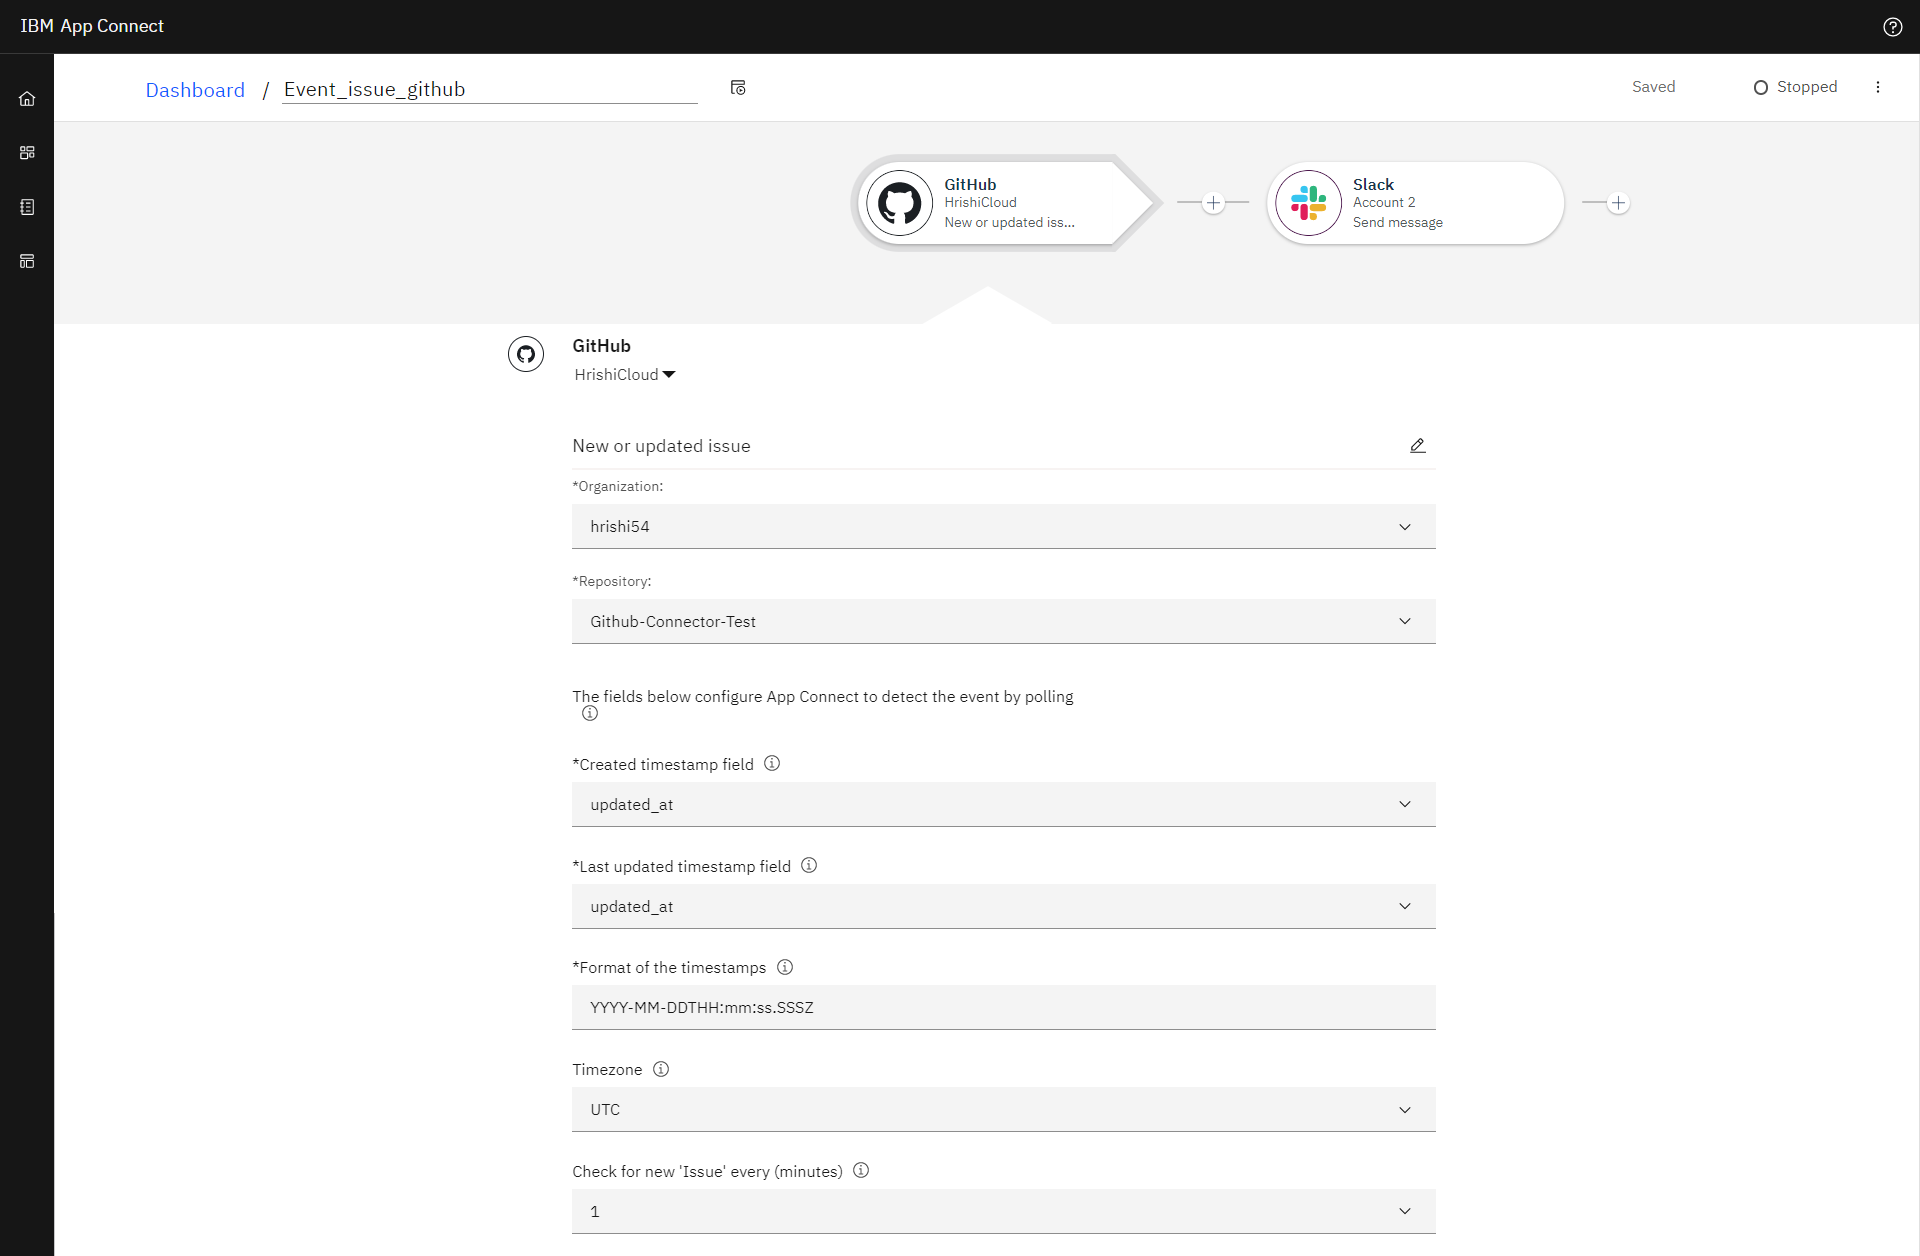 IBM App Connect
Dashboard / Event_issue_github
Saved
Stopped
GitHub
HrishiCloud
New or updated iss...
Slack
Account 2
Send message
GitHub
HrishiCloud
New or updated issue
*Organization:
hrishi54
*Repository:
Github-Connector-Test
The fields below configure App Connect to detect the event by polling
*Created timestamp field
updated_at
*Last updated timestamp field
updated_at
*Format of the timestamps
YYYY-MM-DDTHH:mm:ss.SSSZ
Timezone
UTC
Check for new 'Issue' every (minutes)
1